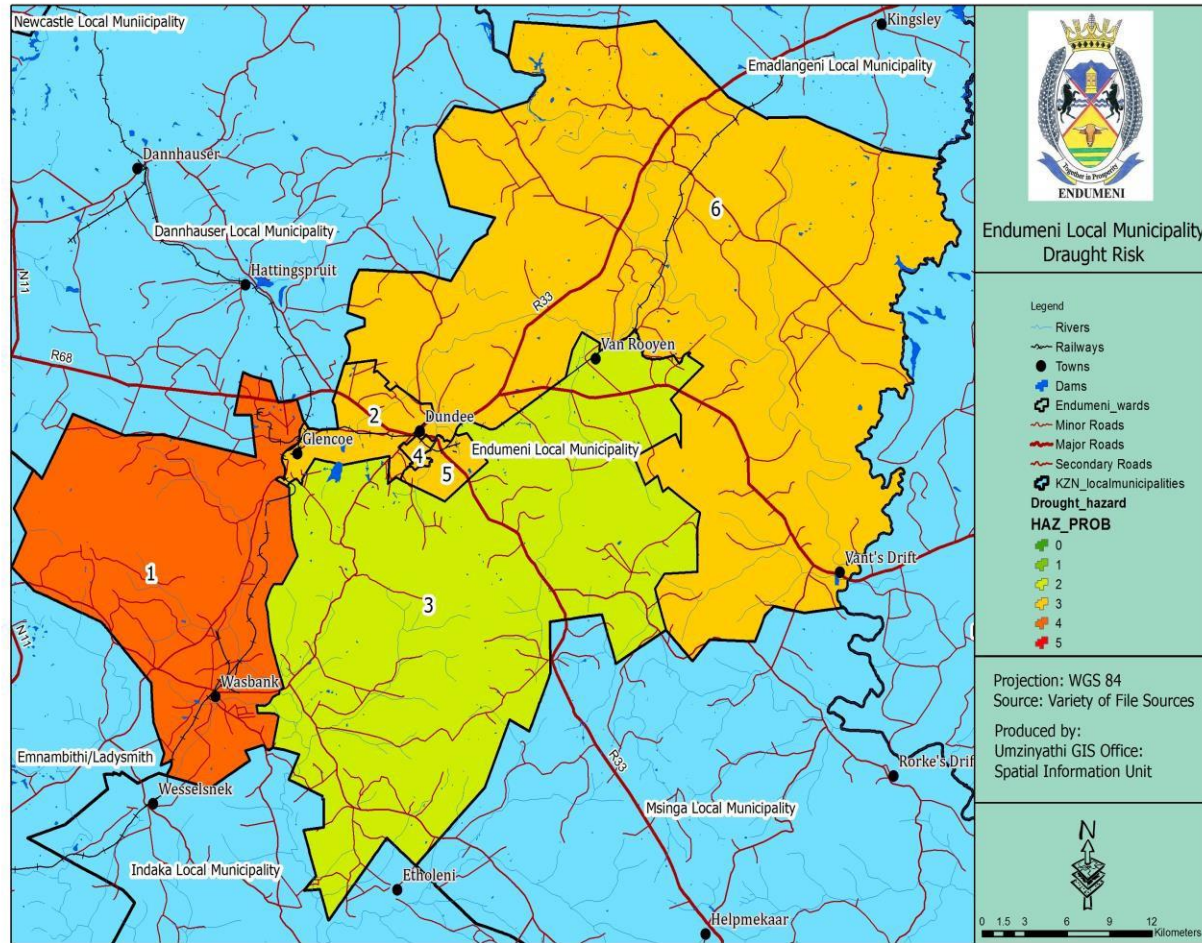 Newcastle Local Muniicipality
Kingsley
Emadlangeni Local Municipality
Dannhauser
6
Dannhauser Local Municipality
Hattingspruit
N11
R33
Van Rooyen
R68
2
Dundee
Glencoe
Endumeni Local Municipality
4
5
Vant's Drift
1
3
N11
Wasbank
Emnambithi/Ladysmith
R33
Rorke's Drif
Wesselsnek
Msinga Local Municipality
Indaka Local Municipality
Etholeni
Helpmekaar
Together in Prosperity
ENDUMENI
Endumeni Local Municipality
Draught Risk
Legend
Rivers
Railways
Towns
Dams
Endumeni_wards
Minor Roads
Major Roads
Secondary Roads
KZN_localmunicipalities
Drought_hazard
HAZ_PROB
0
1
2
3
4
5
Projection: WGS 84
Source: Variety of File Sources
Produced by:
Umzinyathi GIS Office:
Spatial Information Unit
N
0 1.5 3 6 9 12
Kilometers